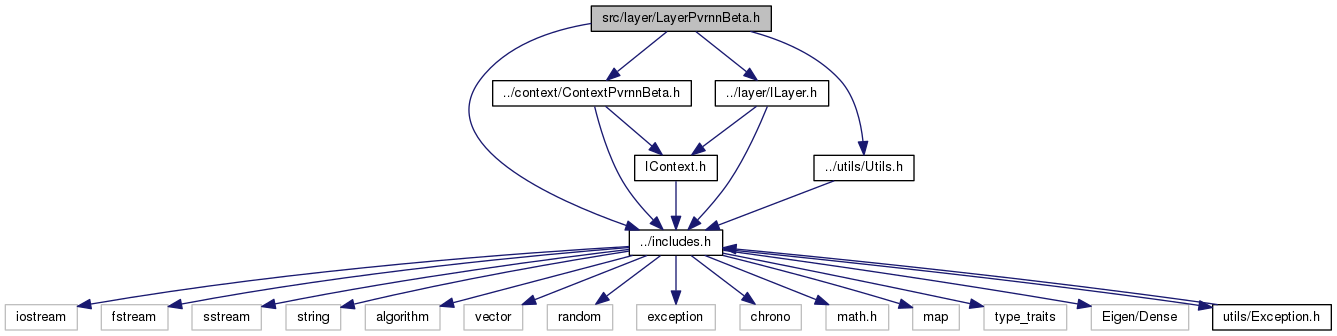 src/layer/LayerPvrnnBeta.h
../context/ContextPvrnnBeta.h
../layer/ILayer.h
IContext.h
../utils/Utils.h
../includes.h
iostream
fstream
sstream
string
algorithm
vector
random
exception
chrono
math.h
map
type_traits
Eigen/Dense
utils/Exception.h